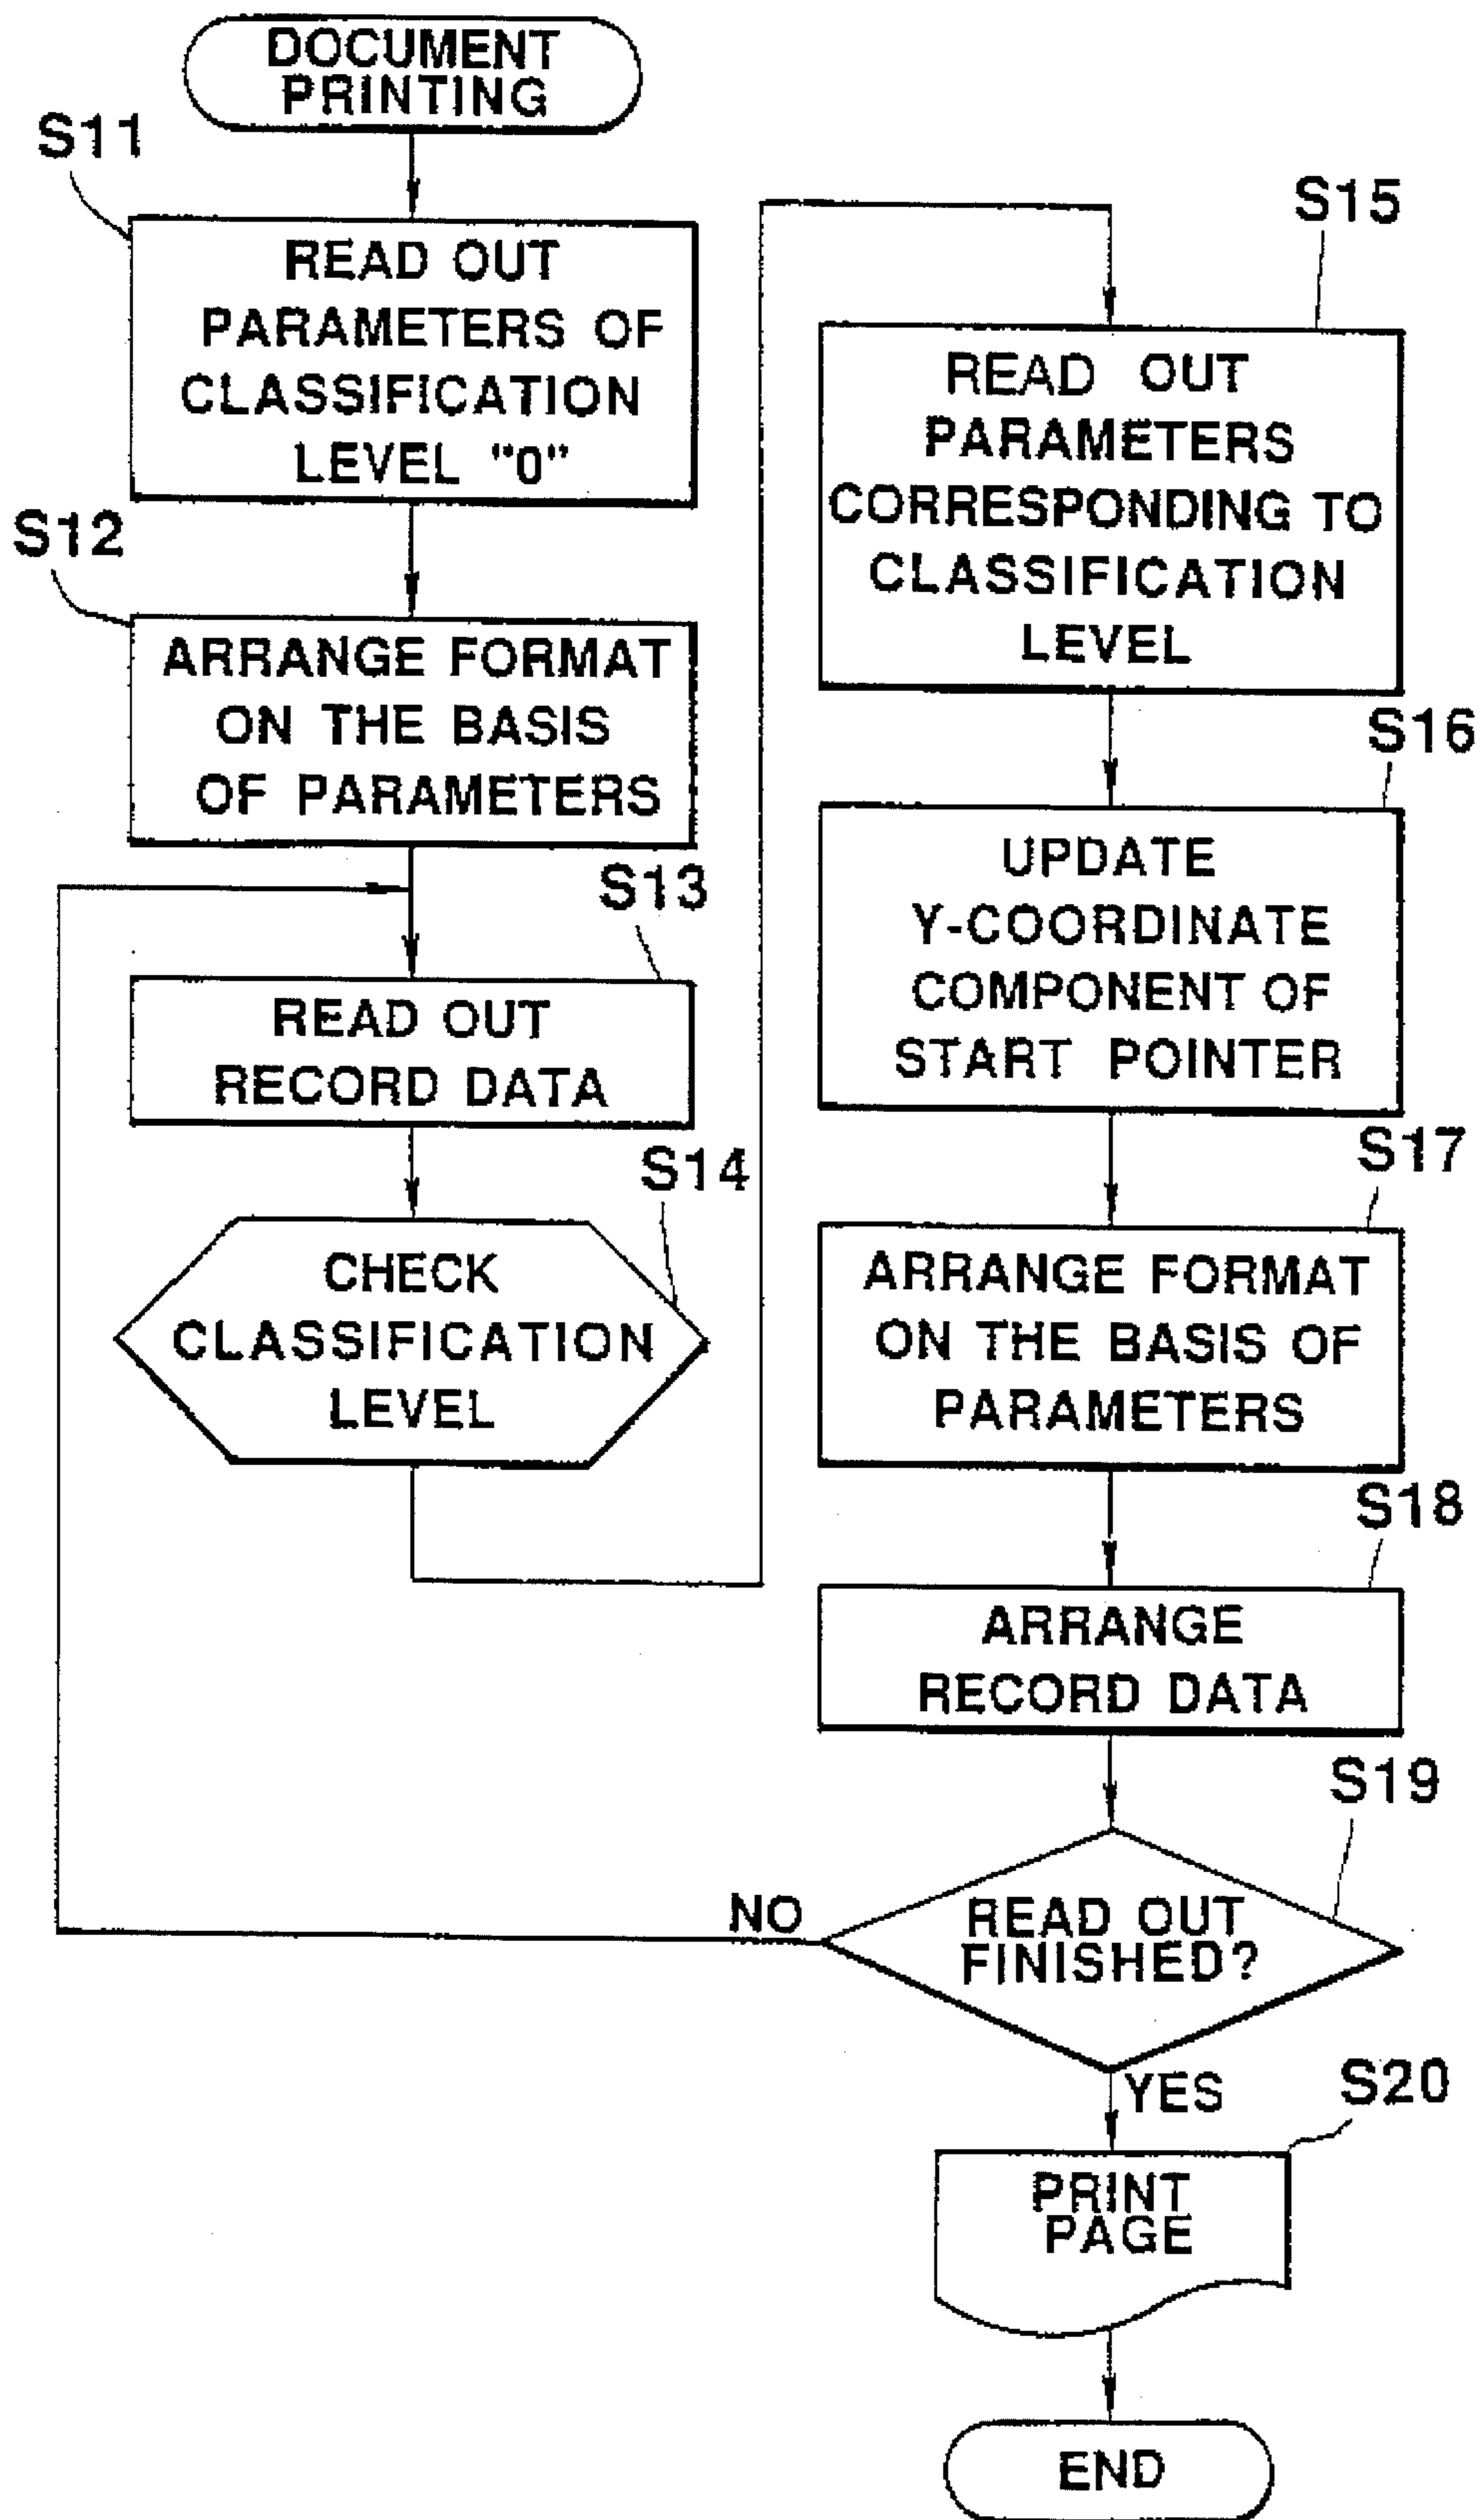 DOCUMENT
PRINTING
S11
READ OUT
PARAMETERS OF
CLASSIFICATION
LEVEL "0"
S12
ARRANGE FORMAT
ON THE BASIS
OF PARAMETERS
S13
READ OUT
RECORD DATA
S14
CHECK
CLASSIFICATION
LEVEL
S15
READ OUT
PARAMETERS
CORRESPONDING TO
CLASSIFICATION
LEVEL
S16
UPDATE
Y-COORDINATE
COMPONENT OF
START POINTER
S17
ARRANGE FORMAT
ON THE BASIS OF
PARAMETERS
S18
ARRANGE
RECORD DATA
S19
READ OUT
FINISHED?
NO
YES
S20
PRINT
PAGE
END